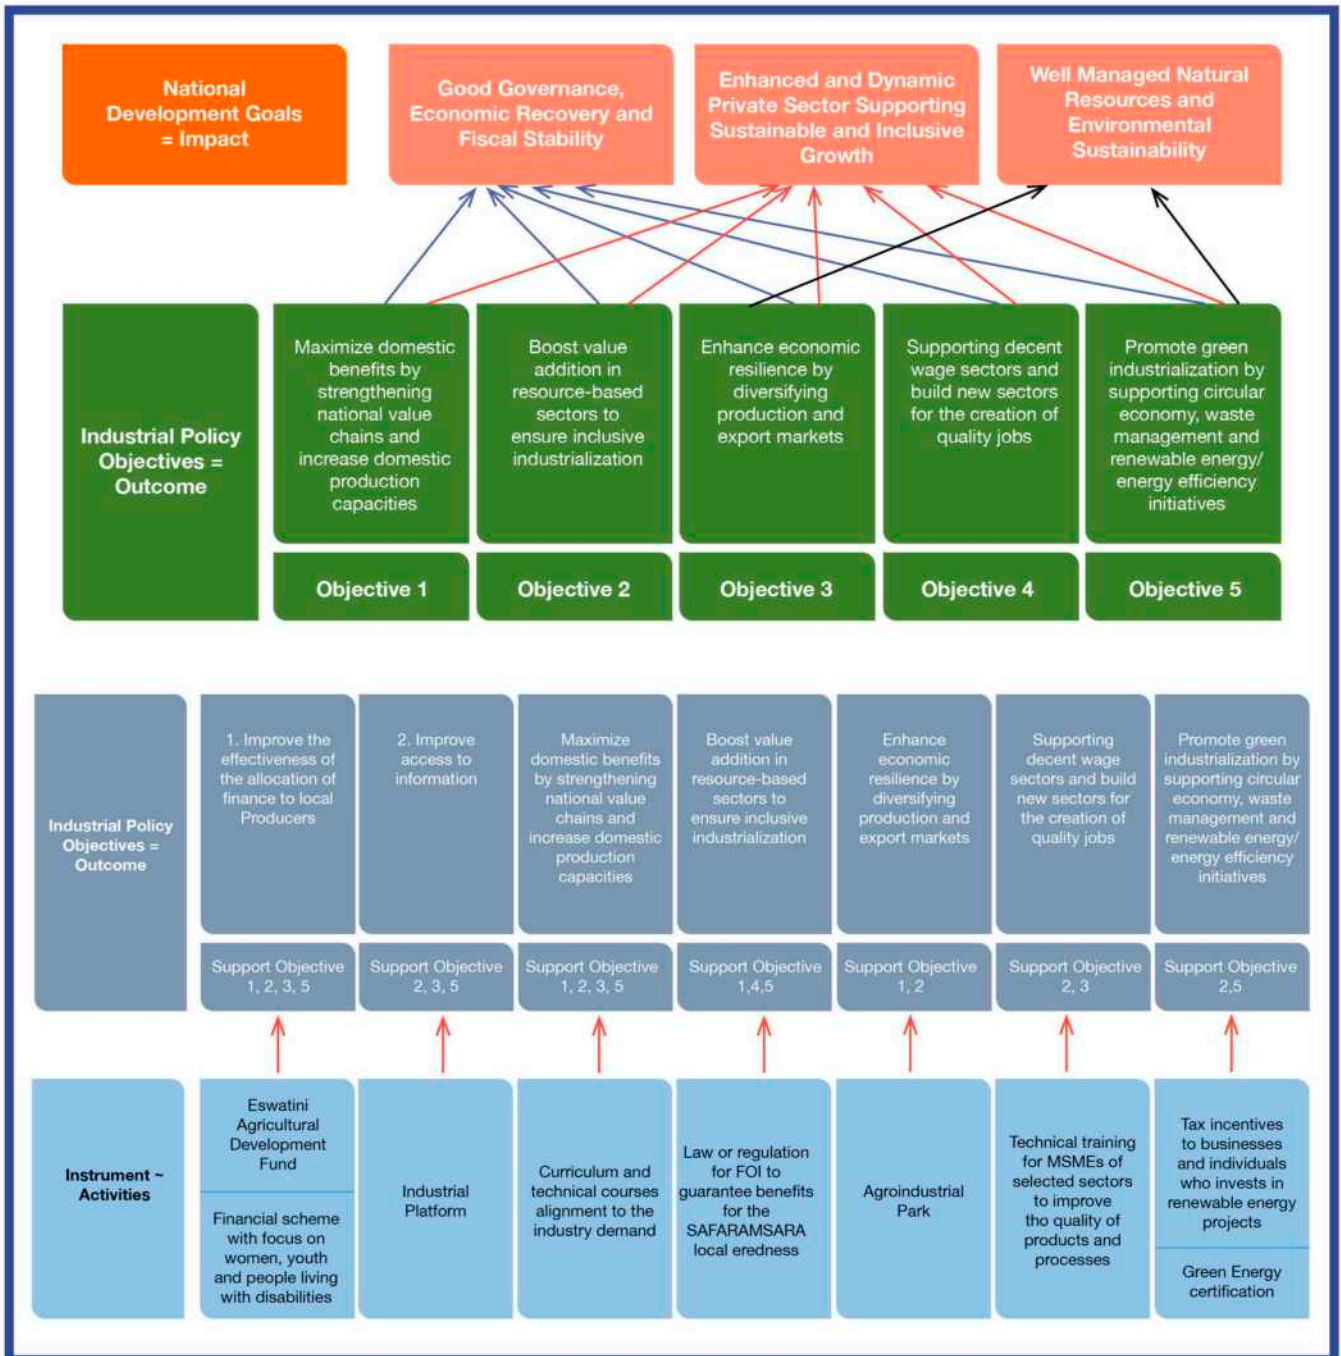 National
Development Goals
= Impact
Good Governance,
Economic Recovery and
Fiscal Stability
Enhanced and Dynamic
Private Sector Supporting
Sustainable and Inclusive
Growth
Well Managed Natural
Resources and
Environmental
Sustainability
Industrial Policy
Objectives =
Outcome
Maximize domestic
benefits by
strengthening
national value
chains and
increase domestic
production
capacities
Objective 1
Boost value
addition in
resource-based
sectors to
ensure inclusive
industrialization
Objective 2
Enhance economic
resilience by
diversifying
production and
export markets
Objective 3
Supporting decent
wage sectors and
build new sectors
for the creation of
quality jobs
Objective 4
Promote green
industrialization by
supporting circular
economy, waste
management and
renewable energy/
energy efficiency
initiatives
Objective 5
Industrial Policy
Objectives =
Outcome
1. Improve the
effectiveness of
the allocation of
finance to local
Producers
Support Objective
1, 2, 3, 5
2. Improve
access to
information
Support Objective
2, 3, 5
Maximize
domestic benefits
by strengthening
national value
chains and
increase domestic
production
capacities
Support Objective
1, 2, 3, 5
Boost value
addition in
resource-based
sectors to
ensure inclusive
industrialization
Support Objective
1,4,5
Enhance
economic
resilience by
diversifying
production and
export markets
Support Objective
1, 2
Supporting
decent wage
sectors and build
new sectors for
the creation of
quality jobs
Support Objective
2, 3
Promote green
industrialization by
supporting circular
economy, waste
management and
renewable energy/
energy efficiency
initiatives
Support Objective
2,5
Instrument ~
Activities
Eswatini
Agricultural
Development
Fund
Financial scheme
with focus on
women, youth
and people living
with disabilities
Industrial
Platform
Curriculum and
technical courses
alignment to the
industry demand
Law or regulation
for FOI to
guarantee benefits
for the
SAFARAMSARA
local eredness
Agroindustrial
Park
Technical training
for MSMEs of
selected sectors
to improve
tho quality of
products and
processes
Tax incentives
to businesses
and individuals
who invests in
renewable energy
projects
Green Energy
certification